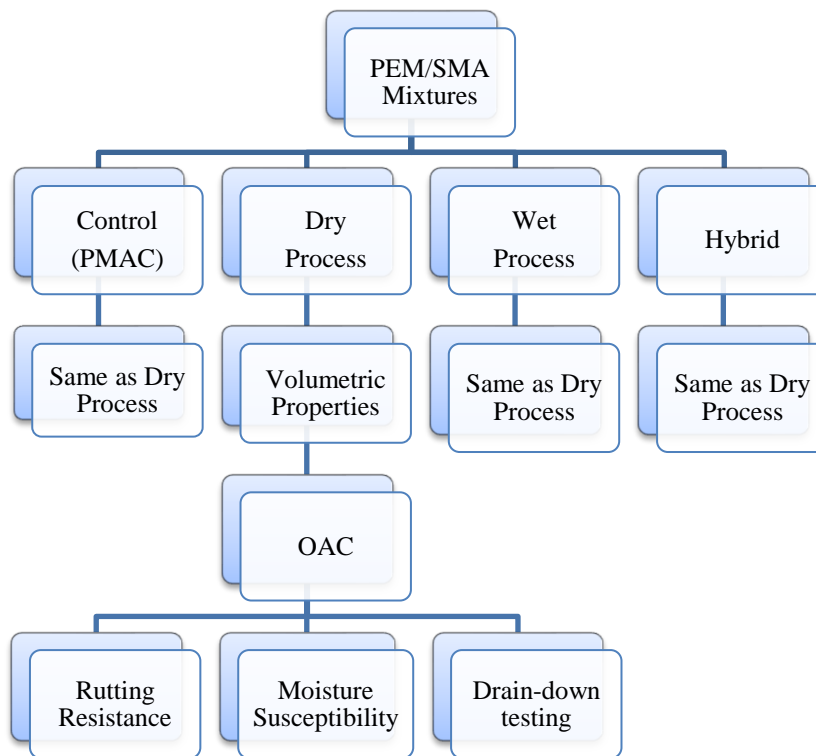 PEM/SMA
Mixtures
Control
(PMAC)
Dry
Process
Wet
Process
Hybrid
Same as Dry
Process
Volumetric
Properties
Same as Dry
Process
Same as Dry
Process
OAC
Rutting
Resistance
Moisture
Susceptibility
Drain-down
testing